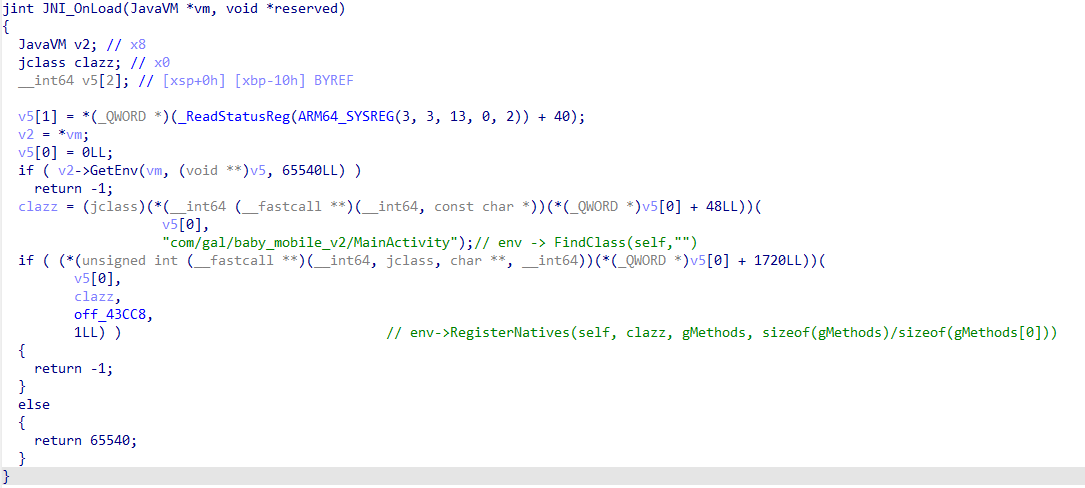 jint JNI_OnLoad(JavaVM *vm, void *reserved)
{
  JavaVM v2; // x8
  jclass clazz; // x0
  __int64 v5[2]; // [xsp+0h] [xbp-10h] BYREF

  v5[1] = *(_QWORD *)(_ReadStatusReg(ARM64_SYSREG(3, 3, 13, 0, 2)) + 40);
  v2 = *vm;
  v5[0] = 0LL;
  if ( v2->GetEnv(vm, (void **)v5, 65540LL) )
    return -1;
  clazz = (jclass)(*(__int64 (__fastcall **)(__int64, const char *))(*(_QWORD *)v5[0] + 48LL))(
                    v5[0],
                    "com/gal/baby_mobile_v2/MainActivity");// env -> FindClass(self,"")
  if ( (*(unsigned int (__fastcall **)(__int64, jclass, char **, __int64))(*(_QWORD *)v5[0] + 1720LL))(
         v5[0],
         clazz,
         off_43CC8,
         1LL) )                                 // env->RegisterNatives(self, clazz, gMethods, sizeof(gMethods)/sizeof(gMethods[0]))
  {
    return -1;
  }
  else
  {
    return 65540;
  }
}